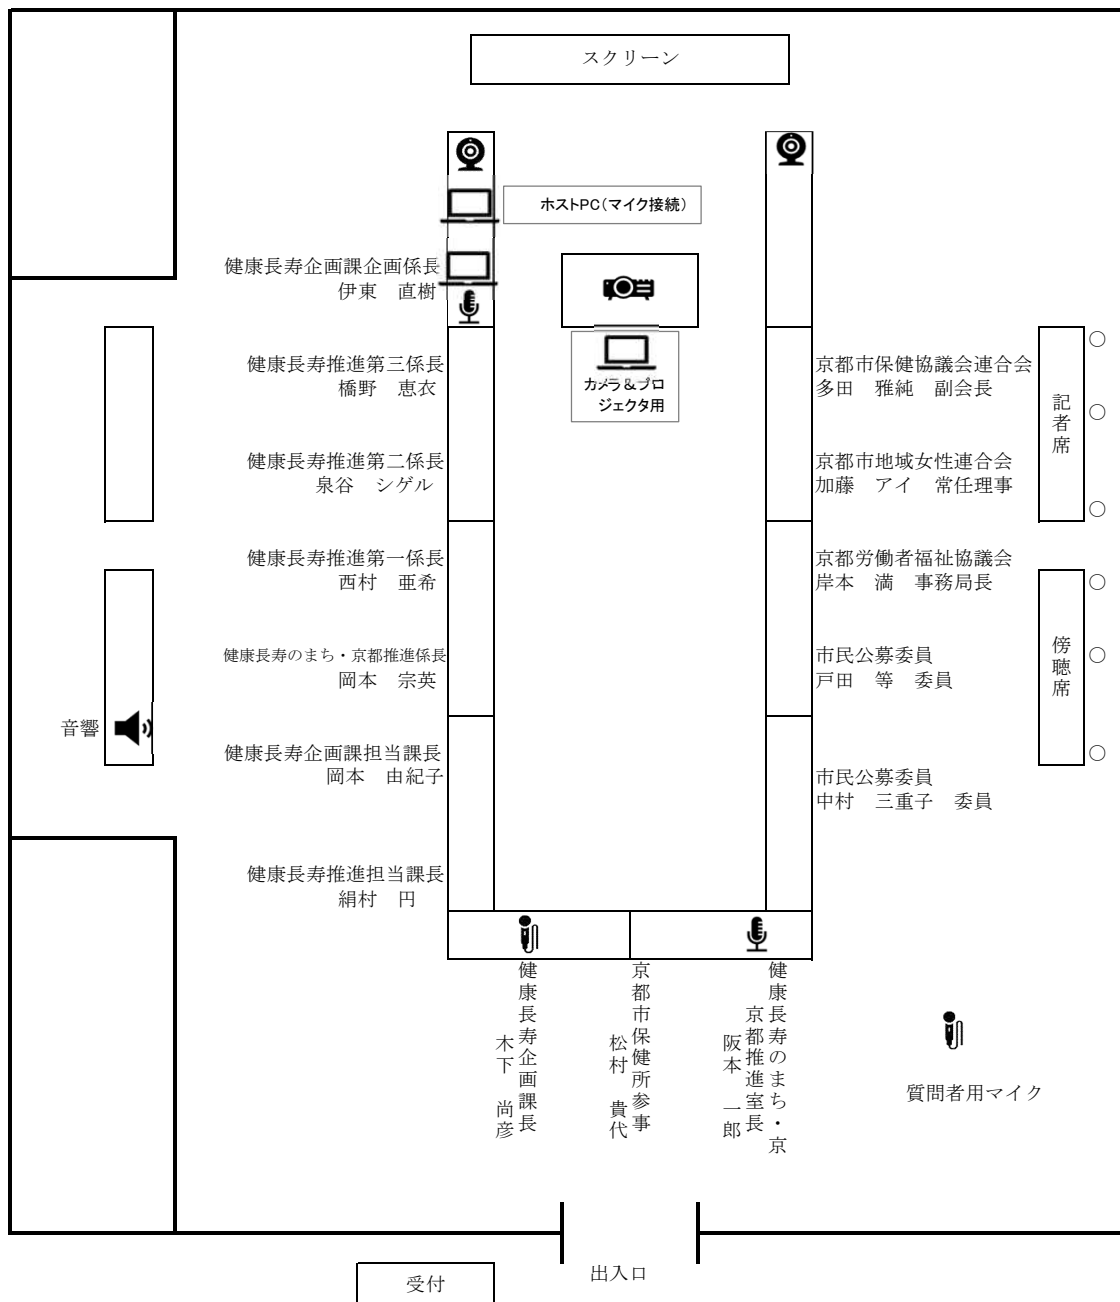 スクリーン
ホストPC(マイク接続)
健康長寿企画課企画係長
伊東　直樹
カメラ&プロ
ジェクタ用
健康長寿推進第三係長
橋野　恵衣
健康長寿推進第二係長
泉谷　シゲル
健康長寿推進第一係長
西村　亜希
健康長寿のまち・京都推進係長
岡本　宗英
音響
健康長寿企画課担当課長
岡本　由紀子
健康長寿推進担当課長
絹村　円
京都市保健協議会連合会
多田　雅純　副会長
京都市地域女性連合会
加藤　アイ　常任理事
京都労働者福祉協議会
岸本　満　事務局長
市民公募委員
戸田　等　委員
市民公募委員
中村　三重子　委員
記者席
傍聴席
健康長寿企画課長
木下　尚彦
京都市保健所参事
松村　貴代
健康長寿のまち・京
京都推進室長
阪本　一郎
質問者用マイク
出入口
受付